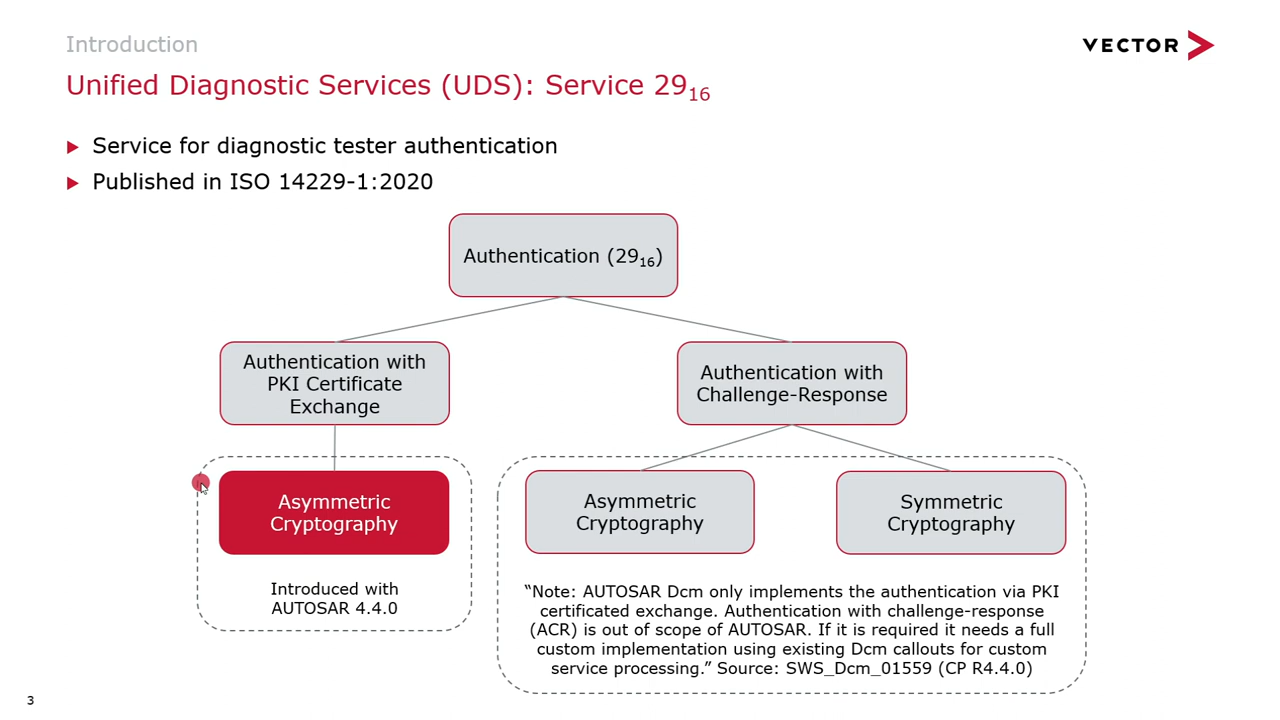 Introduction
VECTOR
Unified Diagnostic Services (UDS): Service 29₁₆
Service for diagnostic tester authentication
Published in ISO 14229-1:2020
Authentication (29₁₆)
Authentication with
PKI Certificate
Exchange
Authentication with
Challenge-Response
Asymmetric
Cryptography
Asymmetric
Cryptography
Symmetric
Cryptography
Introduced with
AUTOSAR 4.4.0
“Note: AUTOSAR Dcm only implements the authentication via PKI
certificated exchange. Authentication with challenge-response
(ACR) is out of scope of AUTOSAR. If it is required it needs a full
custom implementation using existing Dcm callouts for custom
service processing.” Source: SWS_Dcm_01559 (CP R4.4.0)
3